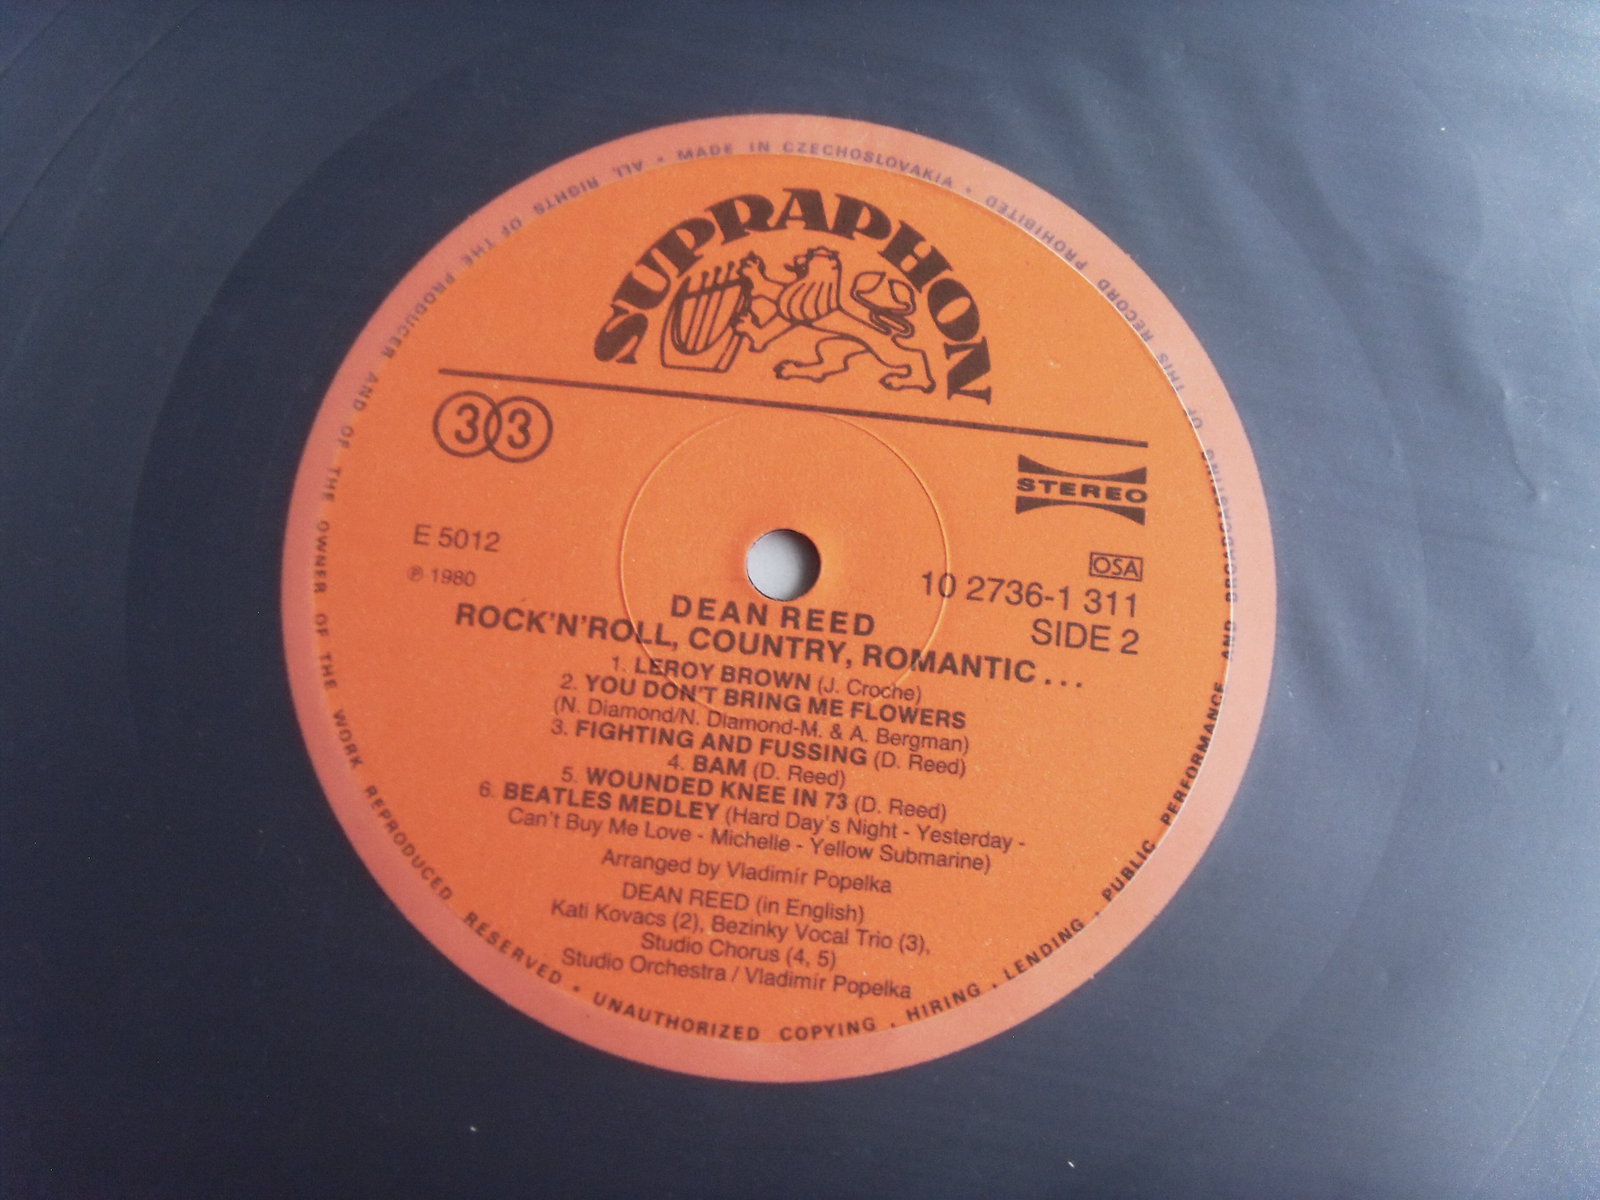 MADE IN CZECHOSLOVAKIA • ALL RIGHTS OF THE PRODUCER AND OF THE OWNER OF THE WORK REPRODUCED RESERVED • UNAUTHORIZED COPYING . HIRING . LENDING . PUBLIC PERFORMANCE AND BROADCASTING OF THIS RECORD PROHIBITED •
SUPRAPHON
33
STEREO
E 5012
℗ 1980
OSA
10 2736-1 311
SIDE 2
DEAN REED
ROCK'N'ROLL, COUNTRY, ROMANTIC...
1. LEROY BROWN (J. Croche)
2. YOU DON'T BRING ME FLOWERS
(N. Diamond/N. Diamond-M. & A. Bergman)
3. FIGHTING AND FUSSING (D. Reed)
4. BAM (D. Reed)
5. WOUNDED KNEE IN 73 (D. Reed)
6. BEATLES MEDLEY (Hard Day's Night - Yesterday -
Can't Buy Me Love - Michelle - Yellow Submarine)
Arranged by Vladimír Popelka
DEAN REED (in English)
Kati Kovacs (2), Bezinky Vocal Trio (3),
Studio Chorus (4, 5)
Studio Orchestra / Vladimír Popelka